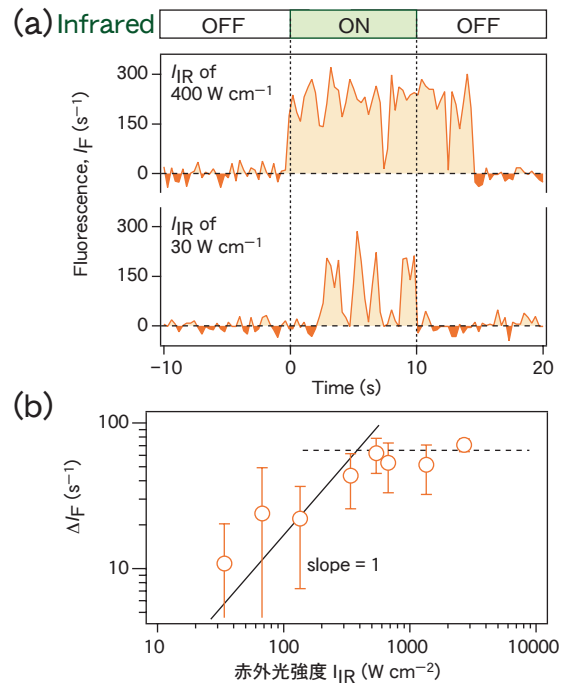 (a) Infrared OFF ON OFF
I_IR of
400 W cm⁻¹
300
150
0
I_IR of
30 W cm⁻¹
300
150
0
Fluorescence, I_F (s⁻¹)
−10 0 10 20
Time (s)
(b)
100
10
ΔI_F (s⁻¹)
slope = 1
10 100 1000 10000
赤外光強度 I_IR (W cm⁻²)